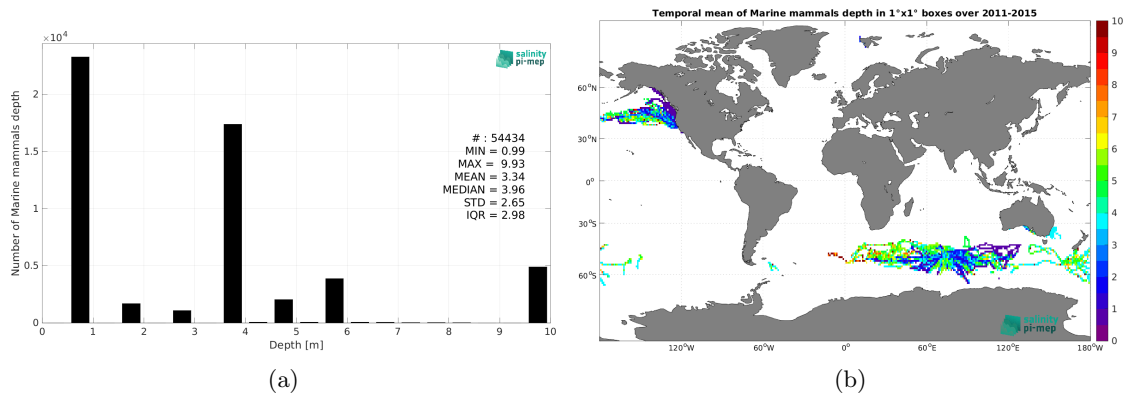 ×10⁴
salinity
pi-mep
Number of Marine mammals depth
2
1.5
1
0.5
0
# : 54434
MIN = 0.99
MAX = 9.93
MEAN = 3.34
MEDIAN = 3.96
STD = 2.65
IQR = 2.98
0 1 2 3 4 5 6 7 8 9 10
Depth [m]
(a)
Temporal mean of Marine mammals depth in 1°x1° boxes over 2011-2015
60°N
30°N
0°
30°S
60°S
120°W 60°W 0° 60°E 120°E 180°W
salinity
pi-mep
10
9
8
7
6
5
4
3
2
1
0
(b)